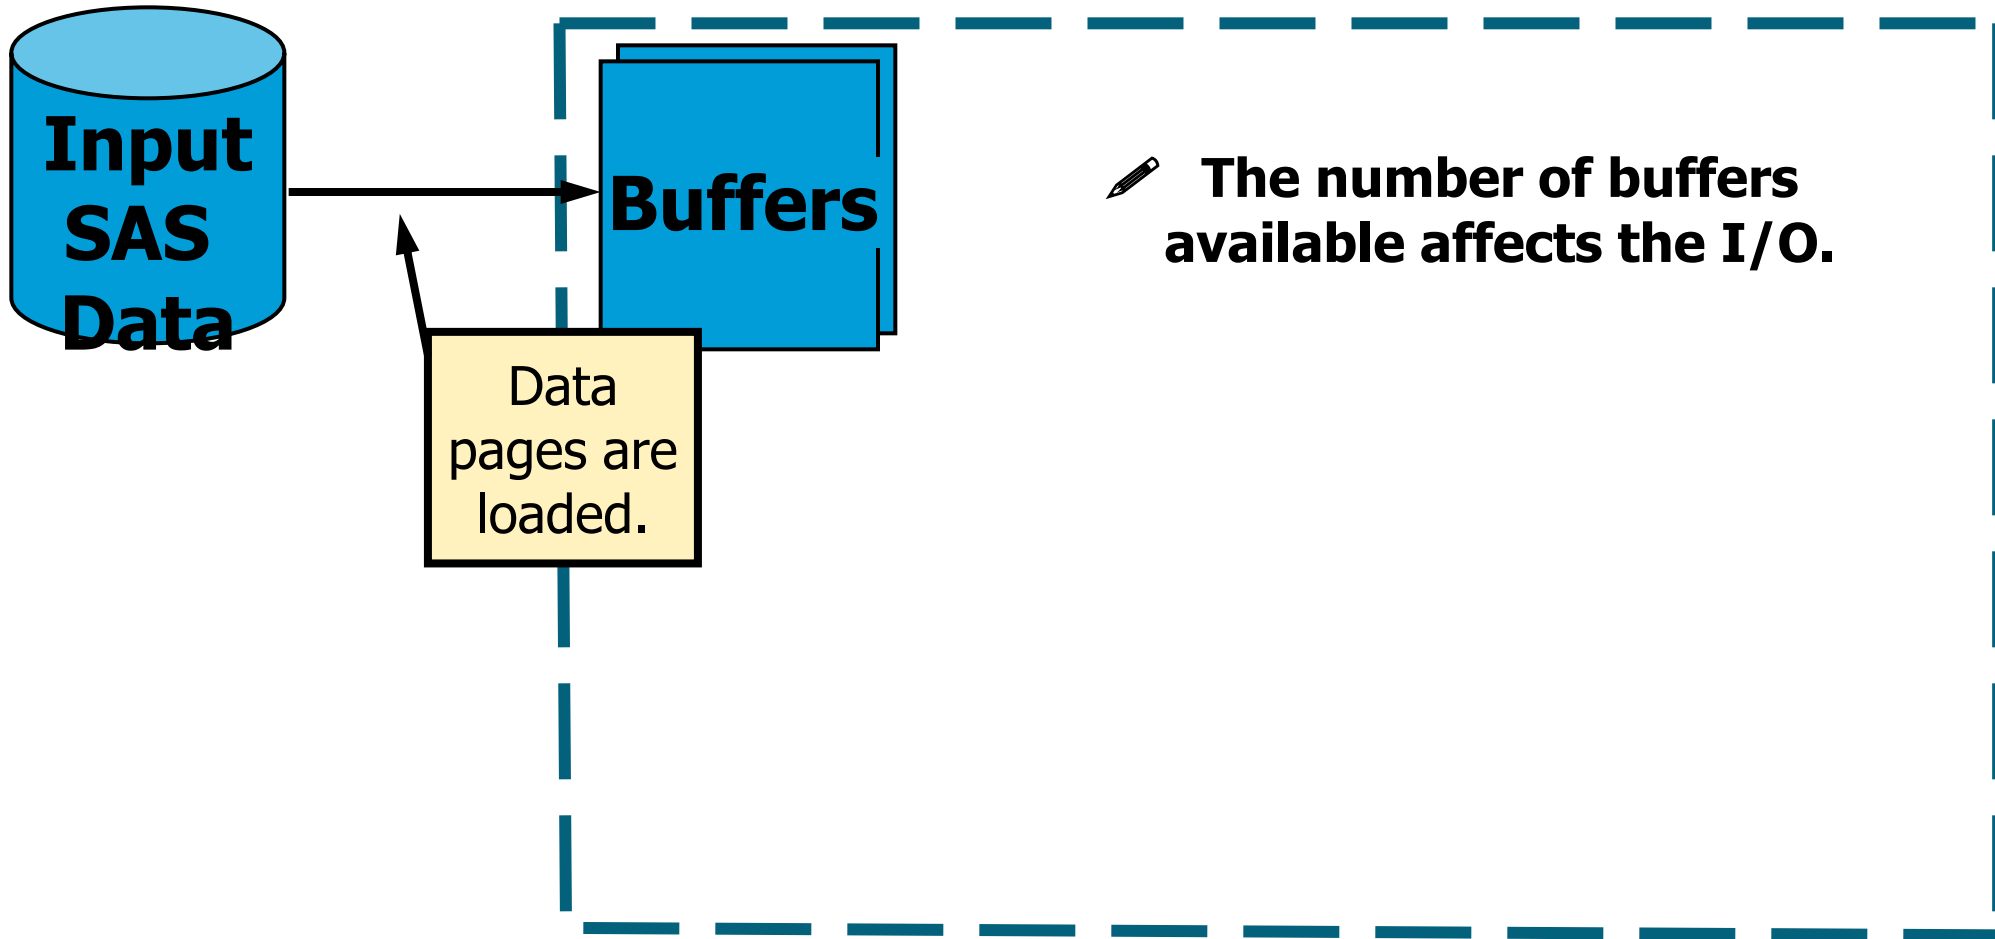 Input
SAS
Data
Buffers
The number of buffers
available affects the I/O.
Data
pages are
loaded.